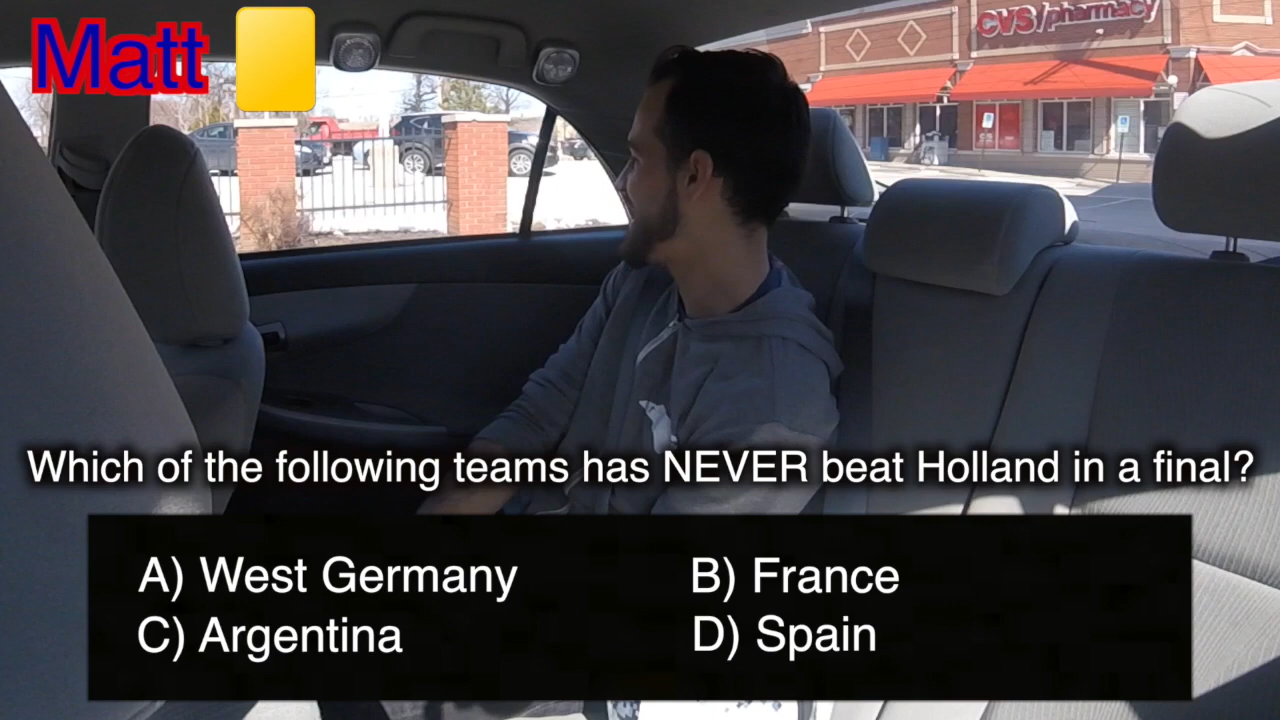 Matt
CVS/pharmacy
Which of the following teams has NEVER beat Holland in a final?
A) West Germany
B) France
C) Argentina
D) Spain